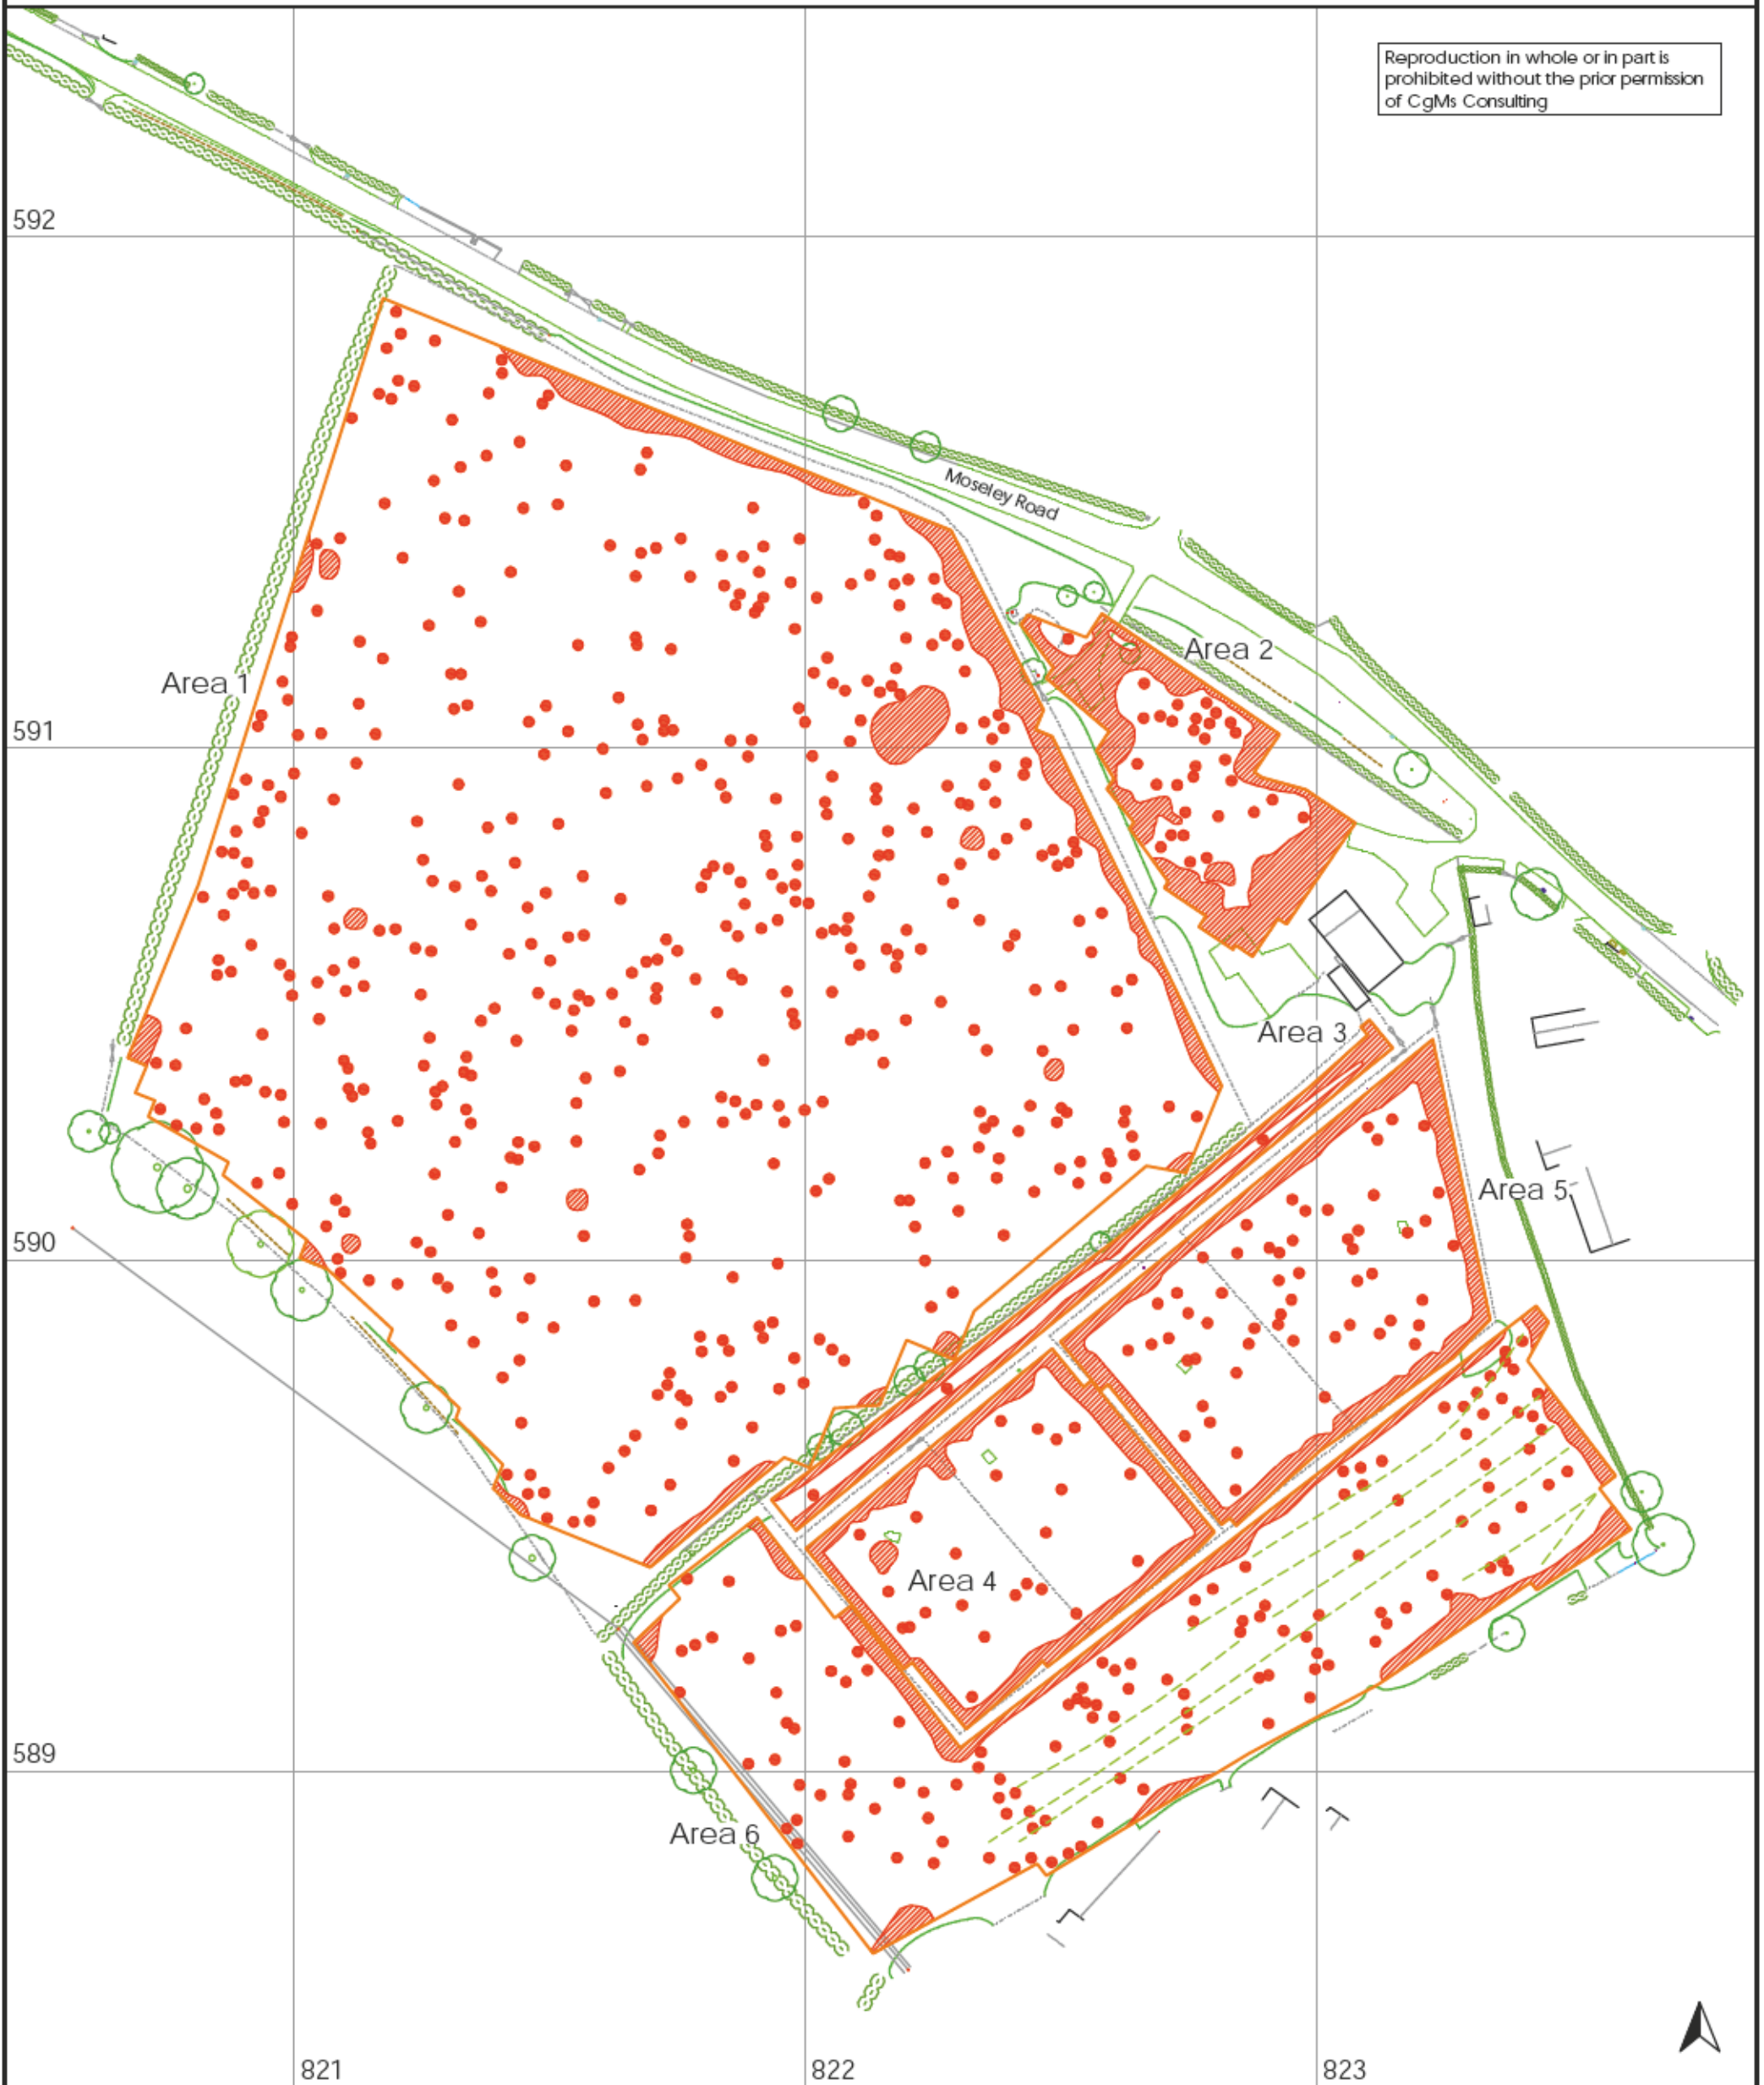 Reproduction in whole or in part is
prohibited without the prior permission
of CgMs Consulting
592
Moseley Road
Area 2
Area 1
591
Area 3
Area 5
590
Area 4
589
Area 6
821
822
823